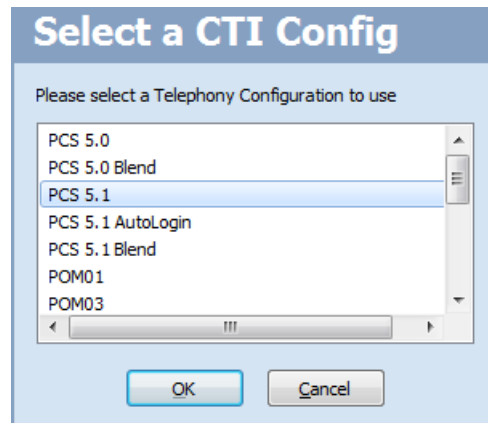 Select a CTI Config
Please select a Telephony Configuration to use
PCS 5.0
PCS 5.0 Blend
PCS 5.1
PCS 5.1 AutoLogin
PCS 5.1 Blend
POM01
POM03
OK
Cancel